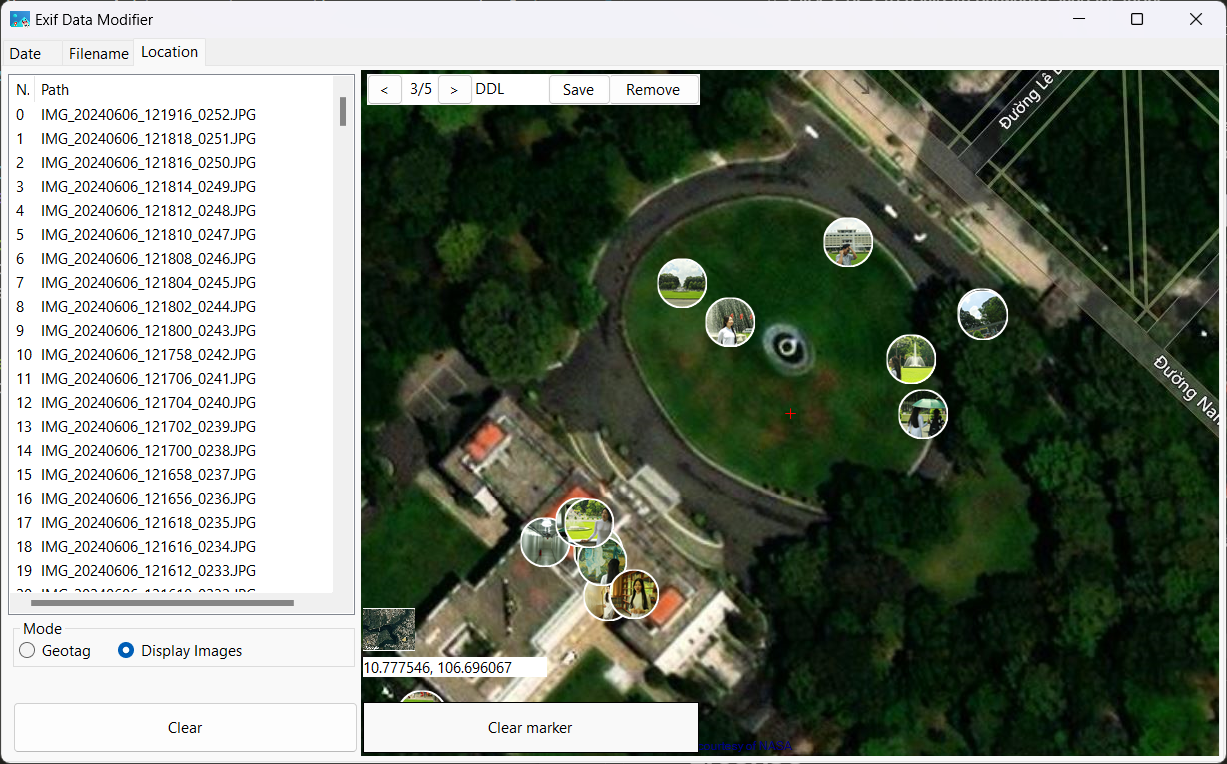 Exif Data Modifier
Date Filename Location
N. Path
0 IMG_20240606_121916_0252.JPG
1 IMG_20240606_121818_0251.JPG
2 IMG_20240606_121816_0250.JPG
3 IMG_20240606_121814_0249.JPG
4 IMG_20240606_121812_0248.JPG
5 IMG_20240606_121810_0247.JPG
6 IMG_20240606_121808_0246.JPG
7 IMG_20240606_121804_0245.JPG
8 IMG_20240606_121802_0244.JPG
9 IMG_20240606_121800_0243.JPG
10 IMG_20240606_121758_0242.JPG
11 IMG_20240606_121706_0241.JPG
12 IMG_20240606_121704_0240.JPG
13 IMG_20240606_121702_0239.JPG
14 IMG_20240606_121700_0238.JPG
15 IMG_20240606_121658_0237.JPG
16 IMG_20240606_121656_0236.JPG
17 IMG_20240606_121618_0235.JPG
18 IMG_20240606_121616_0234.JPG
19 IMG_20240606_121612_0233.JPG
Mode
Geotag Display Images
Clear
< 3/5 > DDL Save Remove
Đường Lê
Đường Nam
10.777546, 106.696067
Clear marker
courtesy of NASA